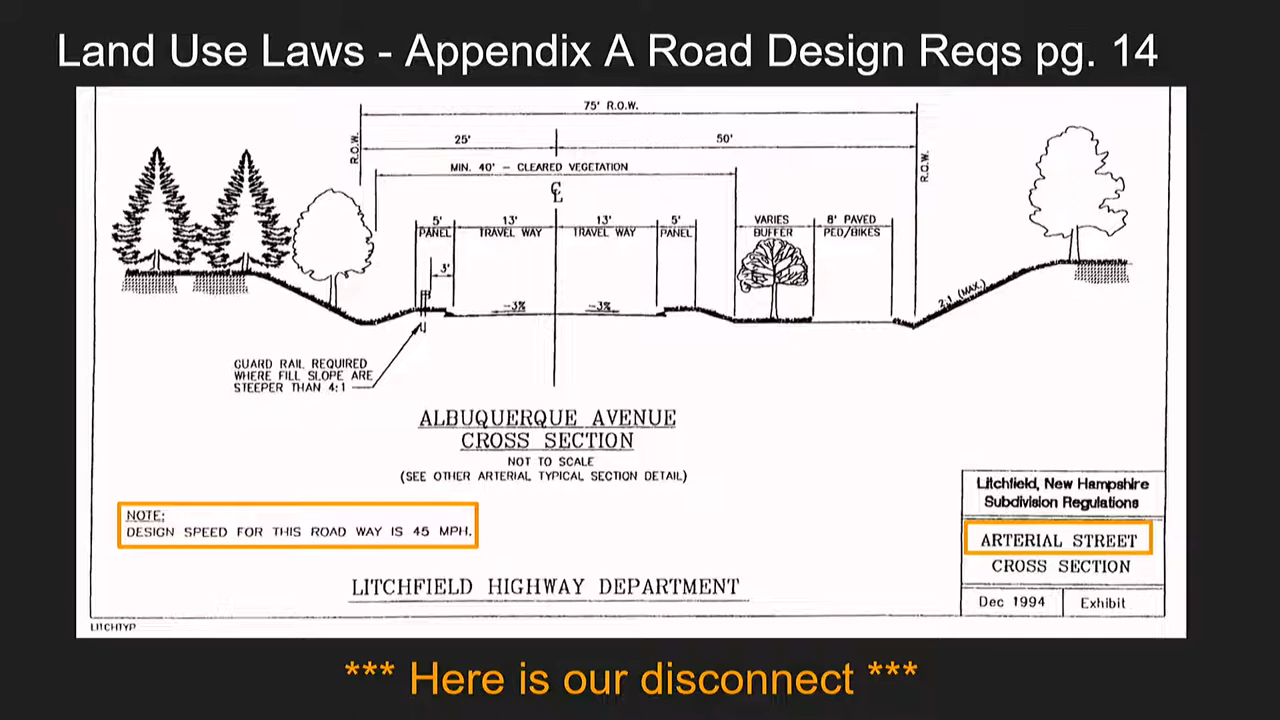 Land Use Laws - Appendix A Road Design Reqs pg. 14
75' R.O.W.
25'
50'
R.O.W.
R.O.W.
MIN. 40' - CLEARED VEGETATION
℄
5'
PANEL
13'
TRAVEL WAY
13'
TRAVEL WAY
5'
PANEL
VARIES
BUFFER
8' PAVED
PED/BIKES
3'
-3%
-3%
2:1 (MAX.)
GUARD RAIL REQUIRED
WHERE FILL SLOPE ARE
STEEPER THAN 4:1
ALBUQUERQUE AVENUE
CROSS SECTION
NOT TO SCALE
(SEE OTHER ARTERIAL TYPICAL SECTION DETAIL)
NOTE:
DESIGN SPEED FOR THIS ROAD WAY IS 45 MPH.
LITCHFIELD HIGHWAY DEPARTMENT
Litchfield, New Hampshire
Subdivision Regulations
ARTERIAL STREET
CROSS SECTION
Dec 1994
Exhibit
LITCHTYP
*** Here is our disconnect ***